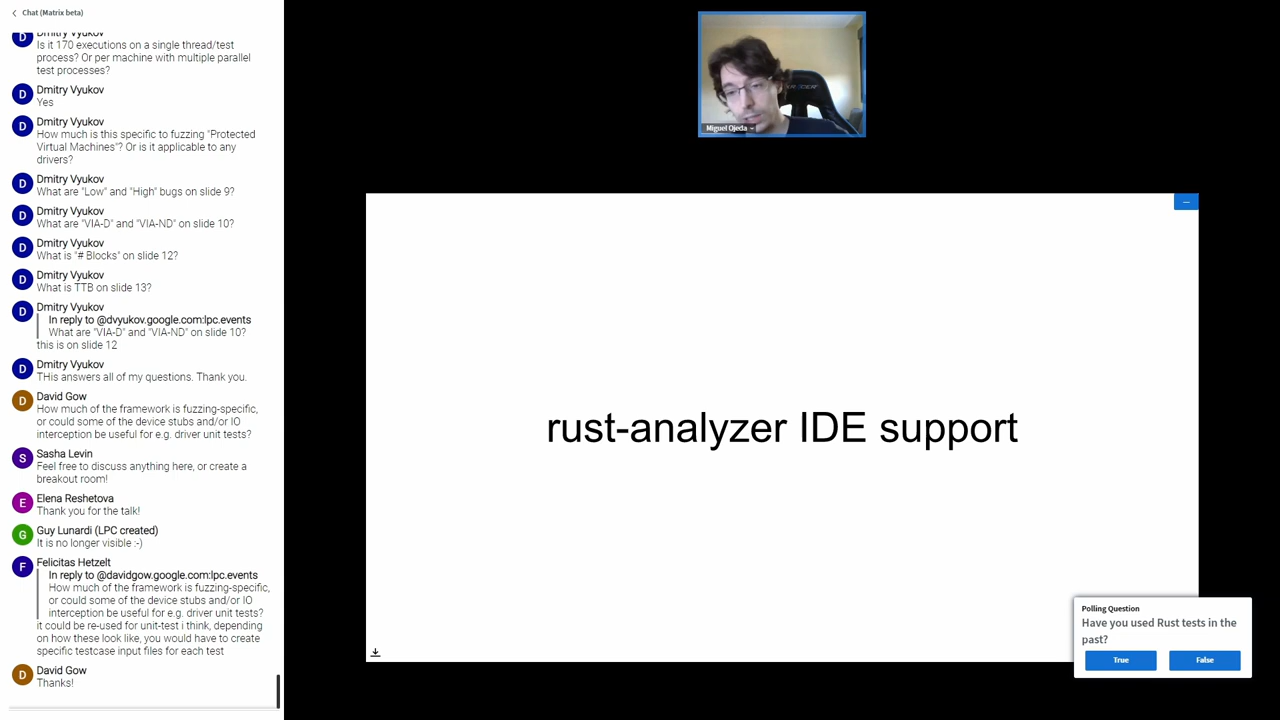 Chat (Matrix beta)
D
Dmitry Vyukov
Is it 170 executions on a single thread/test
process? Or per machine with multiple parallel
test processes?
D
Dmitry Vyukov
Yes
D
Dmitry Vyukov
How much is this specific to fuzzing "Protected
Virtual Machines"? Or is it applicable to any
drivers?
D
Dmitry Vyukov
What are "Low" and "High" bugs on slide 9?
D
Dmitry Vyukov
What are "VIA-D" and "VIA-ND" on slide 10?
D
Dmitry Vyukov
What is "# Blocks" on slide 12?
D
Dmitry Vyukov
What is TTB on slide 13?
D
Dmitry Vyukov
In reply to @dvyukov.google.com:lpc.events
What are "VIA-D" and "VIA-ND" on slide 10?
this is on slide 12
D
Dmitry Vyukov
THis answers all of my questions. Thank you.
D
David Gow
How much of the framework is fuzzing-specific,
or could some of the device stubs and/or IO
interception be useful for e.g. driver unit tests?
S
Sasha Levin
Feel free to discuss anything here, or create a
breakout room!
E
Elena Reshetova
Thank you for the talk!
G
Guy Lunardi (LPC created)
It is no longer visible :-)
F
Felicitas Hetzelt
In reply to @davidgow.google.com:lpc.events
How much of the framework is fuzzing-specific,
or could some of the device stubs and/or IO
interception be useful for e.g. driver unit tests?
it could be re-used for unit-test i think, depending
on how these look like, you would have to create
specific testcase input files for each test
D
David Gow
Thanks!
Miguel Ojeda
rust-analyzer IDE support
Polling Question
Have you used Rust tests in the
past?
True
False